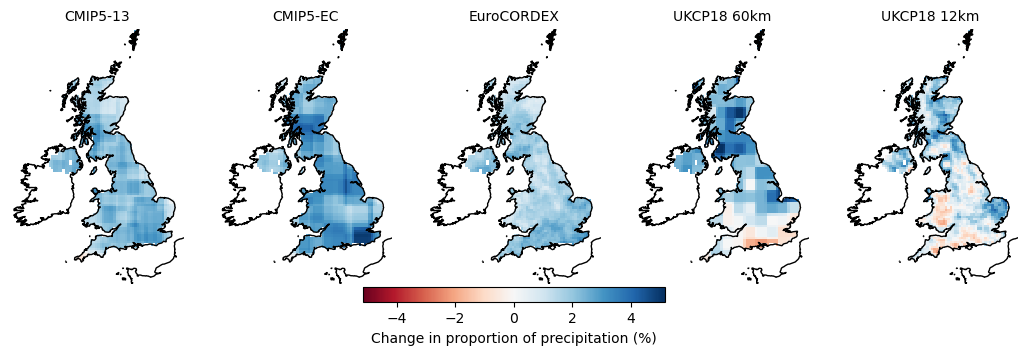 CMIP5-13 CMIP5-EC EuroCORDEX UKCP18 60km UKCP18 12km
−4 −2 0 2 4
Change in proportion of precipitation (%)